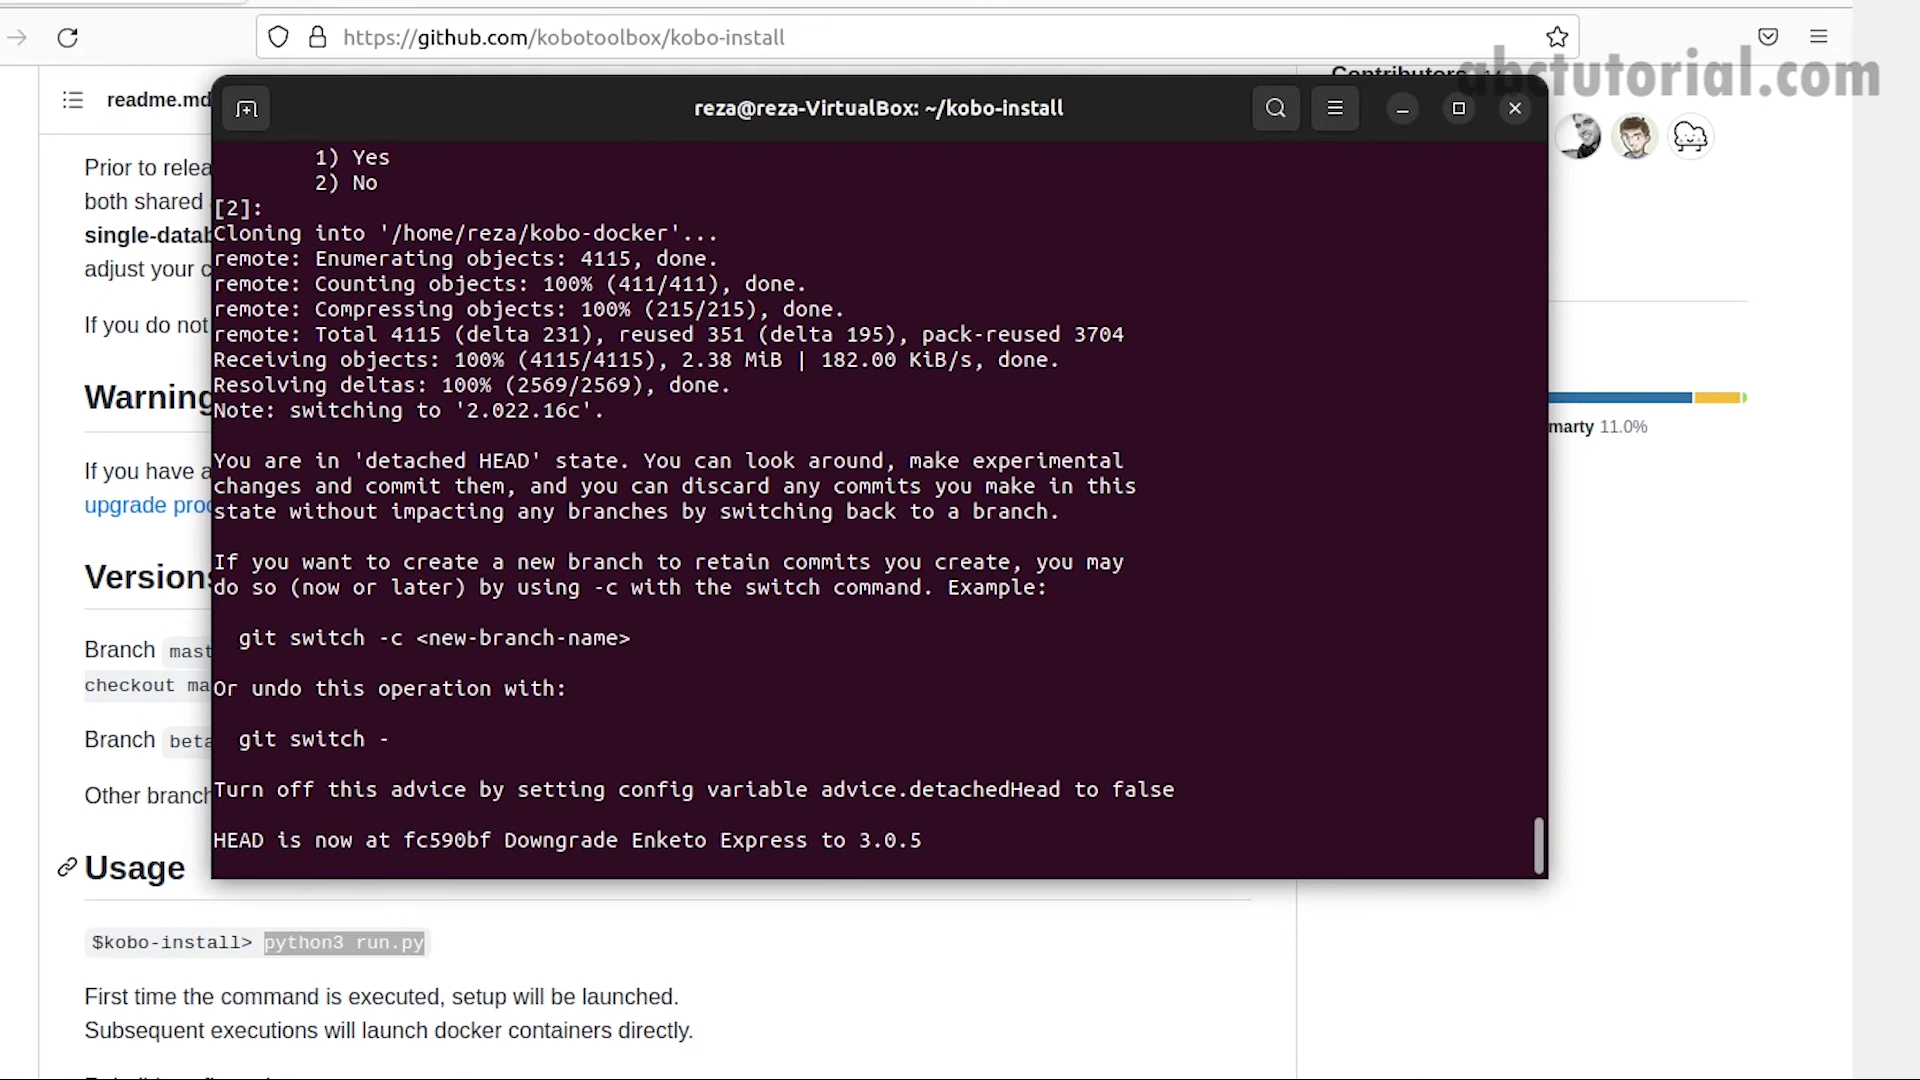 https://github.com/kobotoolbox/kobo-install
abctutorial.com
readme.md
reza@reza-VirtualBox: ~/kobo-install
Prior to relea
both shared
single-datab
adjust your c
If you do not
Warning
If you have a
upgrade proc
Versions
Branch mast
checkout ma
Branch beta
Other branch
1) Yes
2) No
[2]:
Cloning into '/home/reza/kobo-docker'...
remote: Enumerating objects: 4115, done.
remote: Counting objects: 100% (411/411), done.
remote: Compressing objects: 100% (215/215), done.
remote: Total 4115 (delta 231), reused 351 (delta 195), pack-reused 3704
Receiving objects: 100% (4115/4115), 2.38 MiB | 182.00 KiB/s, done.
Resolving deltas: 100% (2569/2569), done.
Note: switching to '2.022.16c'.
You are in 'detached HEAD' state. You can look around, make experimental
changes and commit them, and you can discard any commits you make in this
state without impacting any branches by switching back to a branch.
If you want to create a new branch to retain commits you create, you may
do so (now or later) by using -c with the switch command. Example:
git switch -c <new-branch-name>
Or undo this operation with:
git switch -
Turn off this advice by setting config variable advice.detachedHead to false
HEAD is now at fc590bf Downgrade Enketo Express to 3.0.5
marty 11.0%
Usage
$kobo-install> python3 run.py
First time the command is executed, setup will be launched.
Subsequent executions will launch docker containers directly.